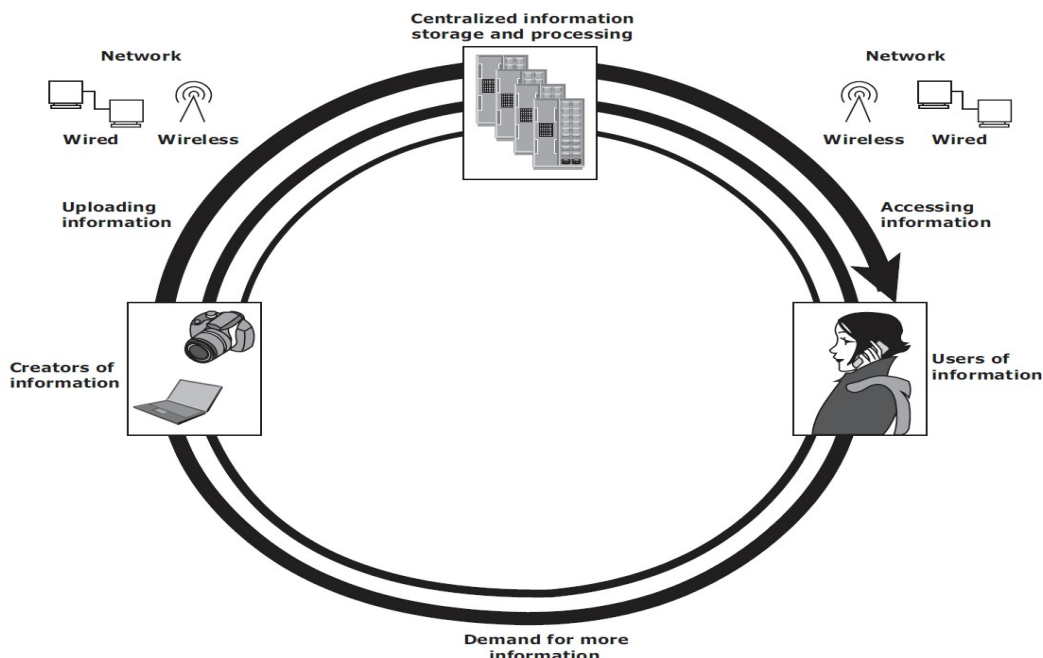 Centralized information
storage and processing
Network
Wired
Wireless
Network
Wireless
Wired
Uploading
information
Accessing
information
Creators of
information
Users of
information
Demand for more
information